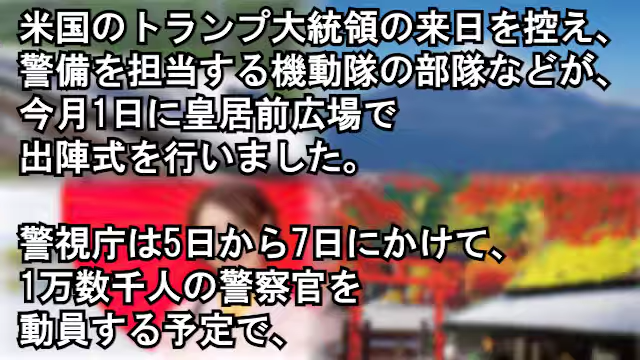 米国のトランプ大統領の来日を控え、
警備を担当する機動隊の部隊などが、
今月1日に皇居前広場で
出陣式を行いました。
警視庁は5日から7日にかけて、
1万数千人の警察官を
動員する予定で、